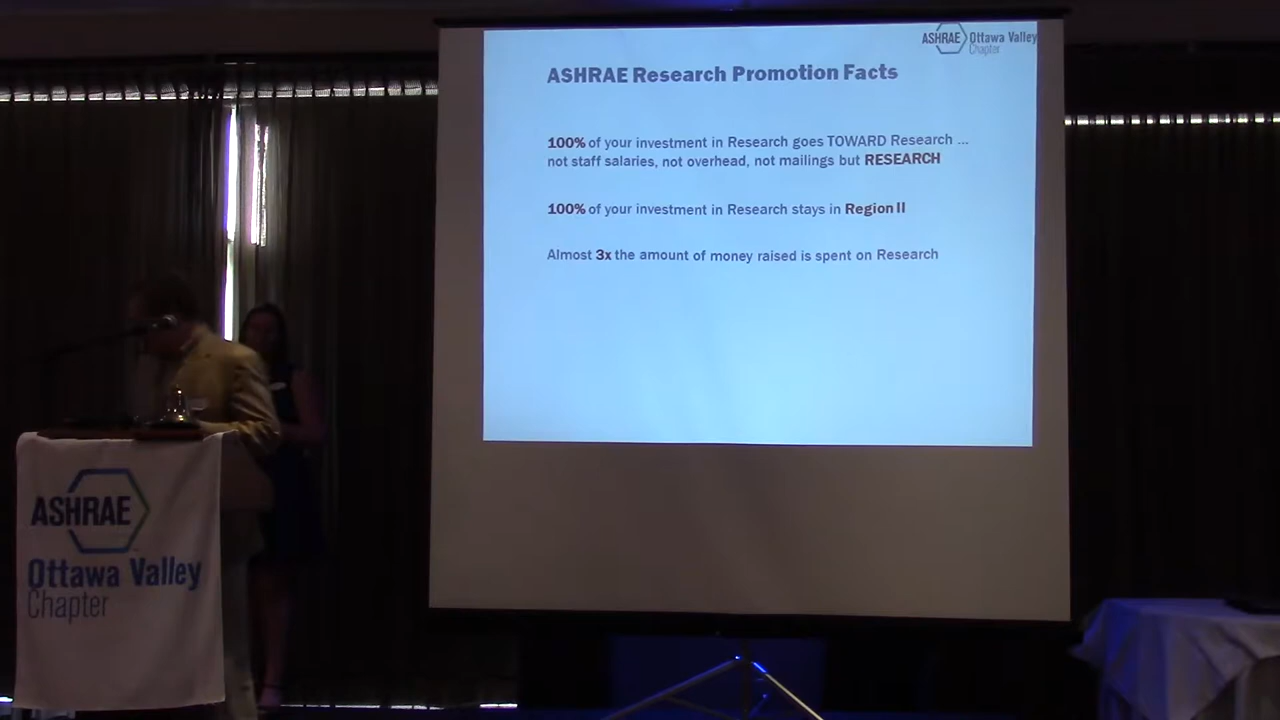 ASHRAE Ottawa Valley
Chapter
ASHRAE Research Promotion Facts
100% of your investment in Research goes TOWARD Research ...
not staff salaries, not overhead, not mailings but RESEARCH
100% of your investment in Research stays in Region II
Almost 3x the amount of money raised is spent on Research
ASHRAE
Ottawa Valley
Chapter